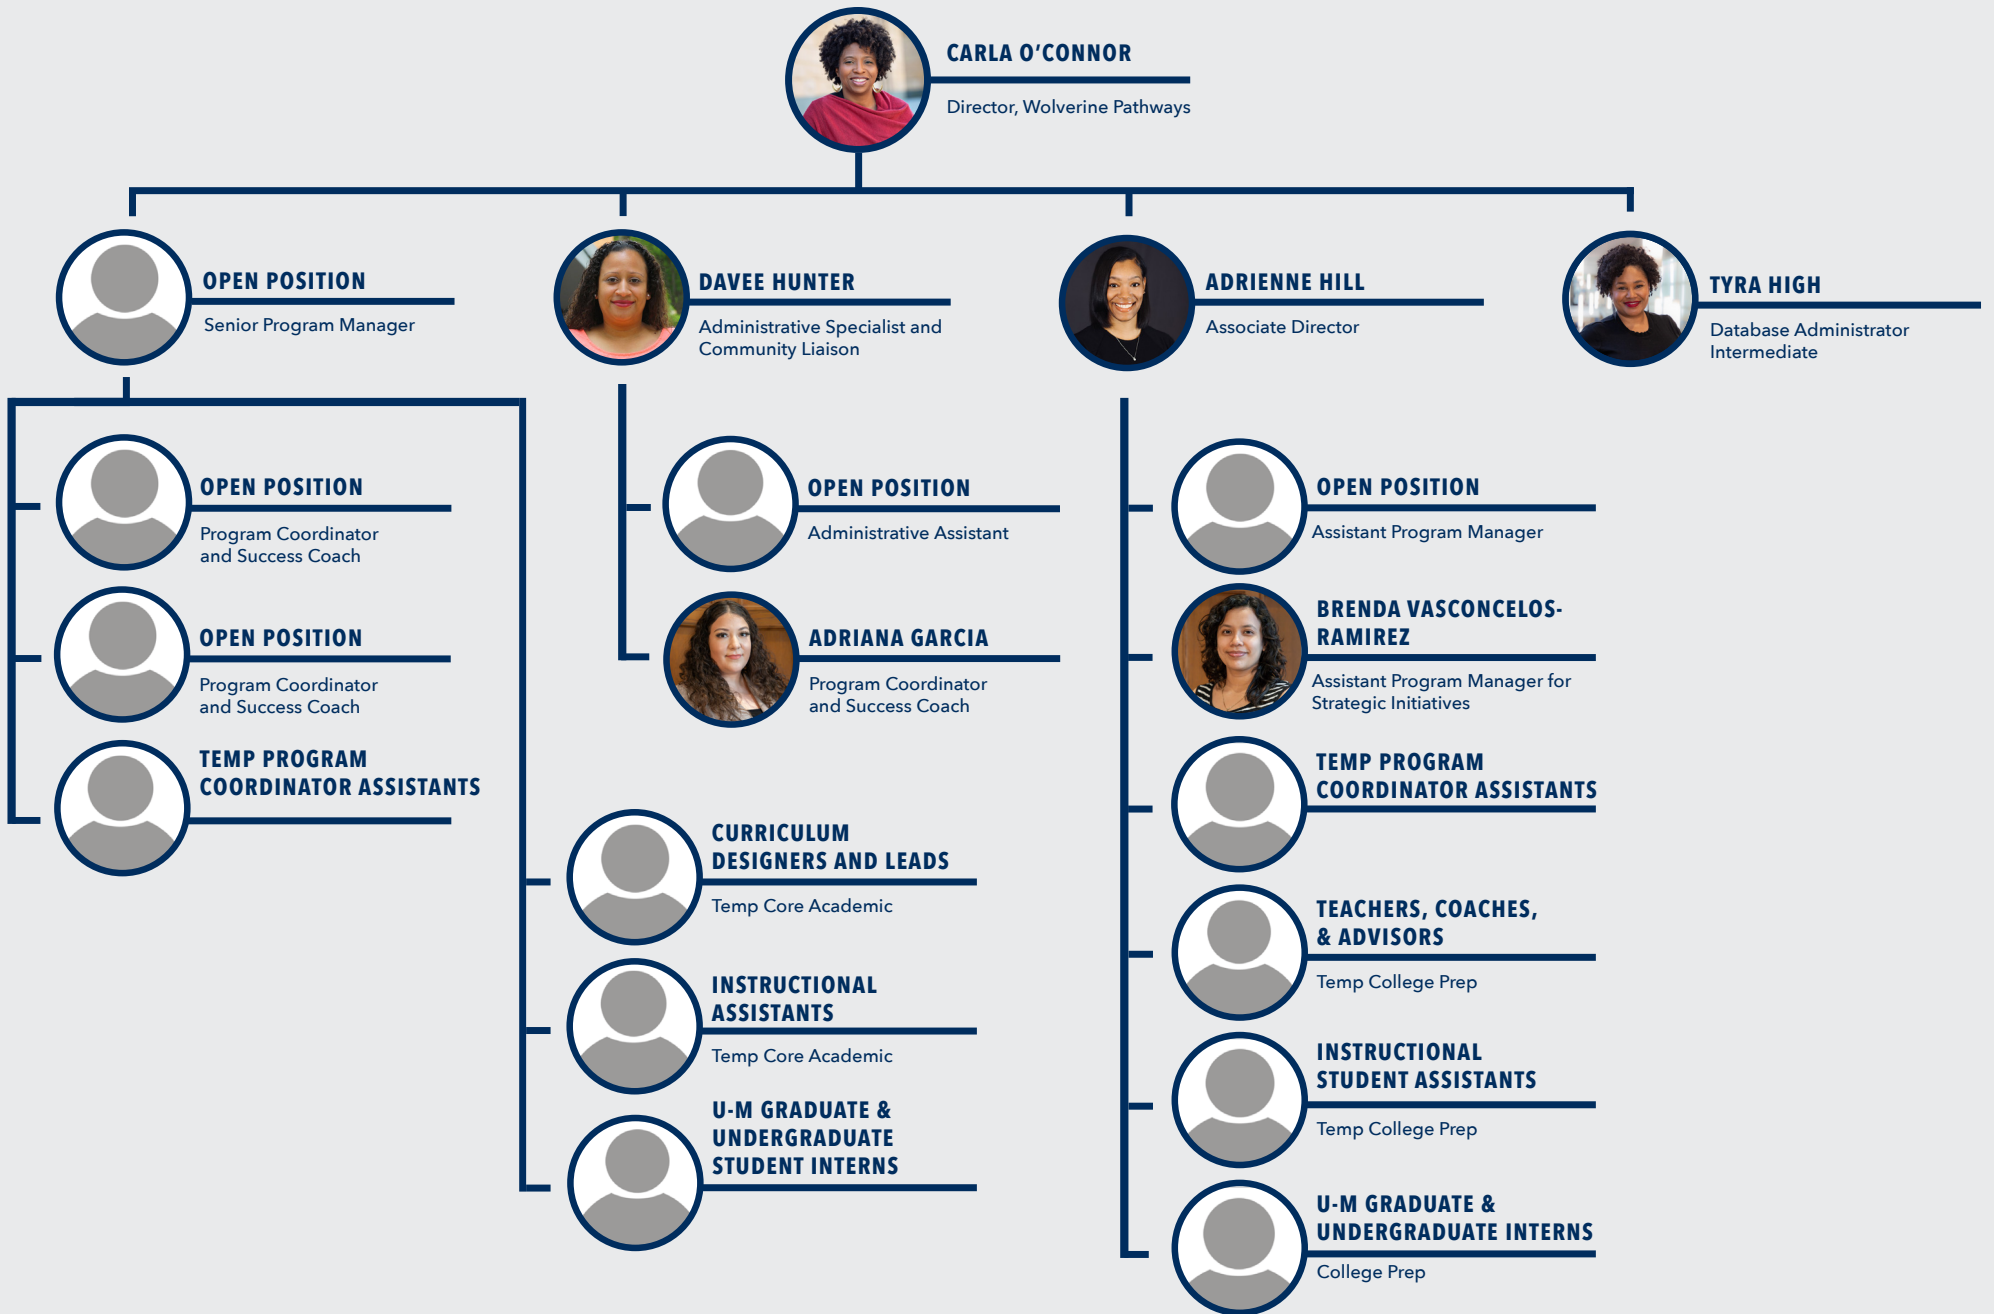 CARLA O'CONNOR
Director, Wolverine Pathways
OPEN POSITION
Senior Program Manager
DAVEE HUNTER
Administrative Specialist and
Community Liaison
ADRIENNE HILL
Associate Director
TYRA HIGH
Database Administrator
Intermediate
OPEN POSITION
Program Coordinator
and Success Coach
OPEN POSITION
Program Coordinator
and Success Coach
TEMP PROGRAM
COORDINATOR ASSISTANTS
CURRICULUM
DESIGNERS AND LEADS
Temp Core Academic
INSTRUCTIONAL
ASSISTANTS
Temp Core Academic
U-M GRADUATE &
UNDERGRADUATE
STUDENT INTERNS
OPEN POSITION
Administrative Assistant
ADRIANA GARCIA
Program Coordinator
and Success Coach
OPEN POSITION
Assistant Program Manager
BRENDA VASCONCELOS-
RAMIREZ
Assistant Program Manager for
Strategic Initiatives
TEMP PROGRAM
COORDINATOR ASSISTANTS
TEACHERS, COACHES,
& ADVISORS
Temp College Prep
INSTRUCTIONAL
STUDENT ASSISTANTS
Temp College Prep
U-M GRADUATE &
UNDERGRADUATE INTERNS
College Prep